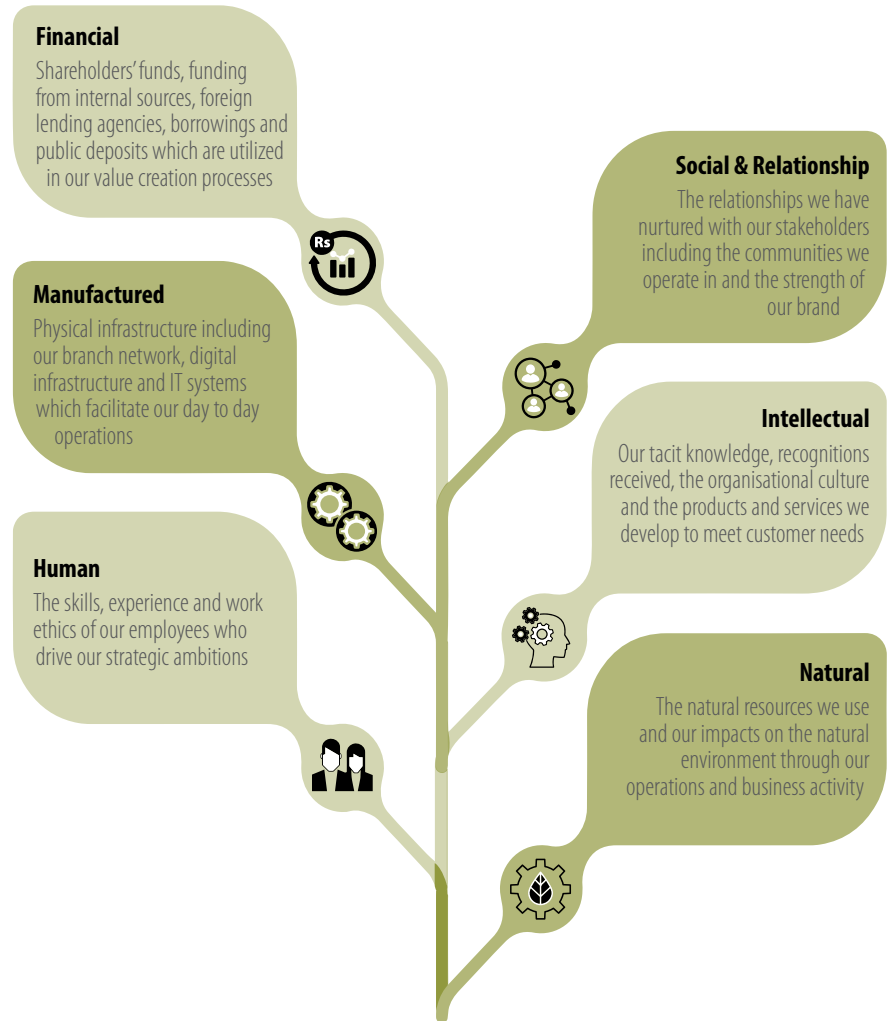 Financial
Shareholders’ funds, funding
from internal sources, foreign
lending agencies, borrowings and
public deposits which are utilized
in our value creation processes
Rs
Manufactured
Physical infrastructure including
our branch network, digital
infrastructure and IT systems
which facilitate our day to day
operations
Human
The skills, experience and work
ethics of our employees who
drive our strategic ambitions
Social & Relationship
The relationships we have
nurtured with our stakeholders
including the communities we
operate in and the strength of
our brand
Intellectual
Our tacit knowledge, recognitions
received, the organisational culture
and the products and services we
develop to meet customer needs
Natural
The natural resources we use
and our impacts on the natural
environment through our
operations and business activity